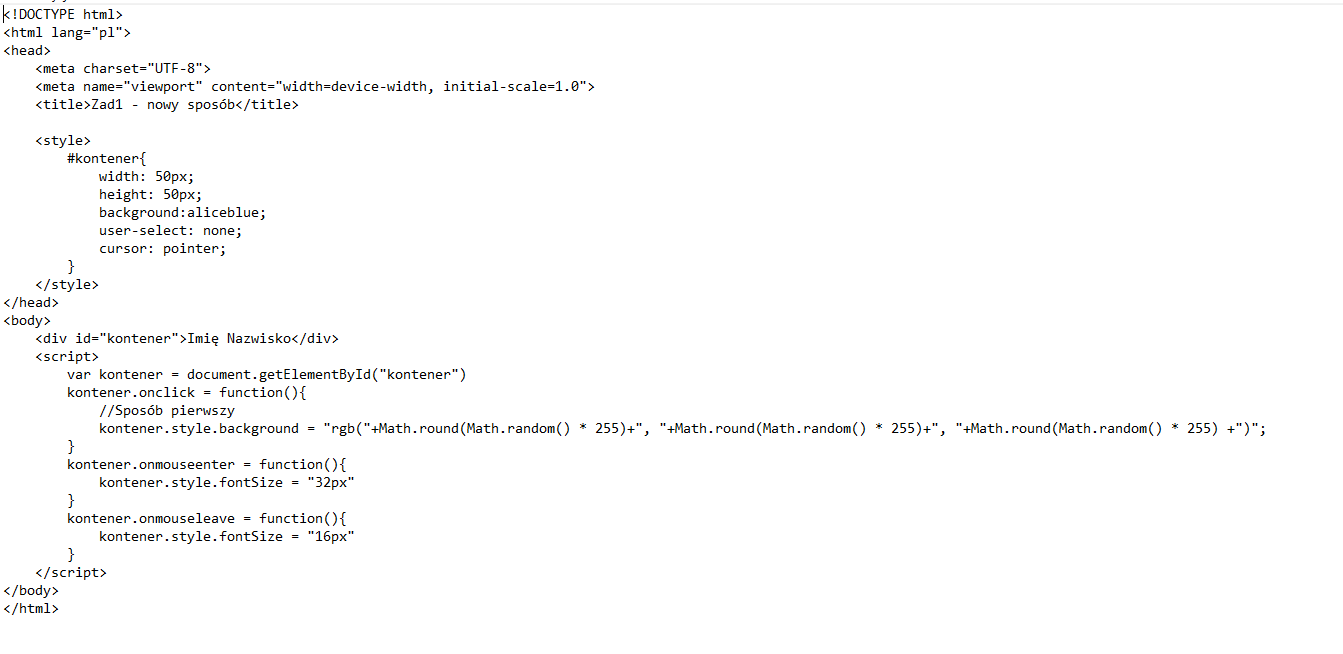 <!DOCTYPE html>
<html lang="pl">
<head>
    <meta charset="UTF-8">
    <meta name="viewport" content="width=device-width, initial-scale=1.0">
    <title>Zad1 - nowy sposób</title>

    <style>
        #kontener{
            width: 50px;
            height: 50px;
            background:aliceblue;
            user-select: none;
            cursor: pointer;
        }
    </style>
</head>
<body>
    <div id="kontener">Imię Nazwisko</div>
    <script>
        var kontener = document.getElementById("kontener")
        kontener.onclick = function(){
            //Sposób pierwszy
            kontener.style.background = "rgb("+Math.round(Math.random() * 255)+", "+Math.round(Math.random() * 255)+", "+Math.round(Math.random() * 255) +")";
        }
        kontener.onmouseenter = function(){
            kontener.style.fontSize = "32px"
        }
        kontener.onmouseleave = function(){
            kontener.style.fontSize = "16px"
        }
    </script>
</body>
</html>